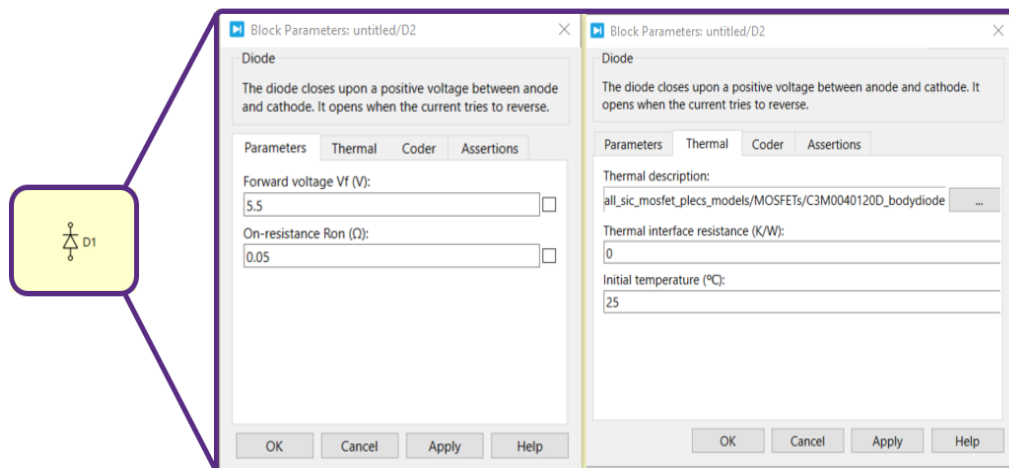 D1
Block Parameters: untitled/D2
Diode
The diode closes upon a positive voltage between anode
and cathode. It opens when the current tries to reverse.
Parameters
Thermal
Coder
Assertions
Forward voltage Vf (V):
5.5
On-resistance Ron (Ω):
0.05
OK
Cancel
Apply
Help
Block Parameters: untitled/D2
Diode
The diode closes upon a positive voltage between anode and cathode. It
opens when the current tries to reverse.
Parameters
Thermal
Coder
Assertions
Thermal description:
all_sic_mosfet_plecs_models/MOSFETs/C3M0040120D_bodydiode
...
Thermal interface resistance (K/W):
0
Initial temperature (ºC):
25
OK
Cancel
Apply
Help